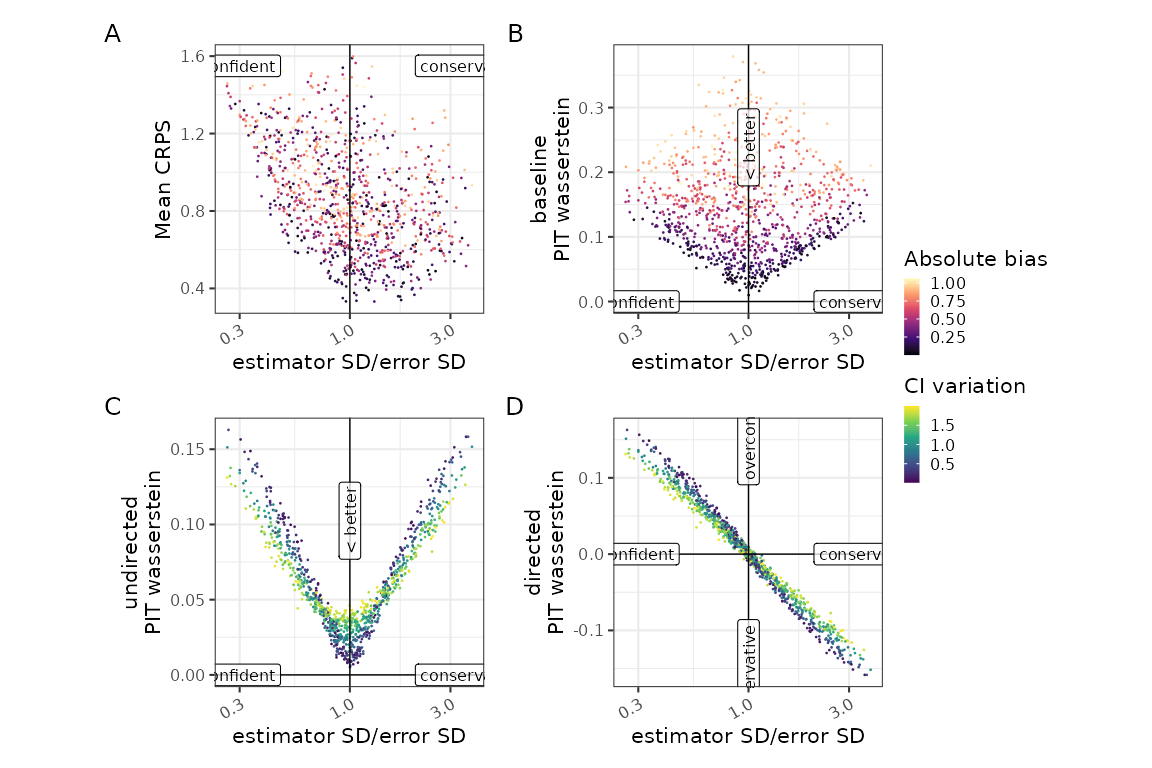 A
Mean CRPS
1.6
1.2
0.8
0.4
nfident
conserv
0.3
1.0
3.0
estimator SD/error SD
B
baseline
PIT wasserstein
0.3
0.2
0.1
0.0
< better
nfident
conserv
0.3
1.0
3.0
estimator SD/error SD
Absolute bias
1.00
0.75
0.50
0.25
CI variation
1.5
1.0
0.5
C
undirected
PIT wasserstein
0.15
0.10
0.05
0.00
< better
nfident
conserv
0.3
1.0
3.0
estimator SD/error SD
D
directed
PIT wasserstein
0.1
0.0
-0.1
overcon
nfident
conserv
ervative
0.3
1.0
3.0
estimator SD/error SD